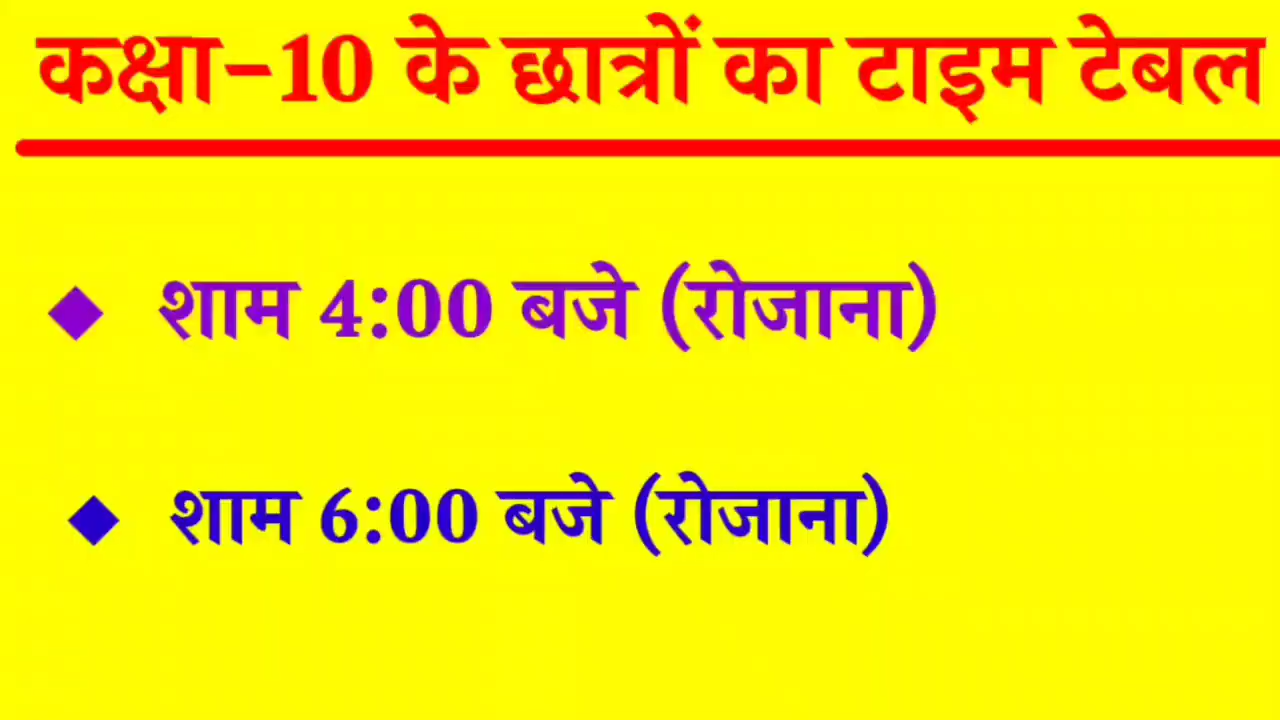 कक्षा-10 के छात्रों का टाइम टेबल
शाम 4:00 बजे (रोजाना)
शाम 6:00 बजे (रोजाना)